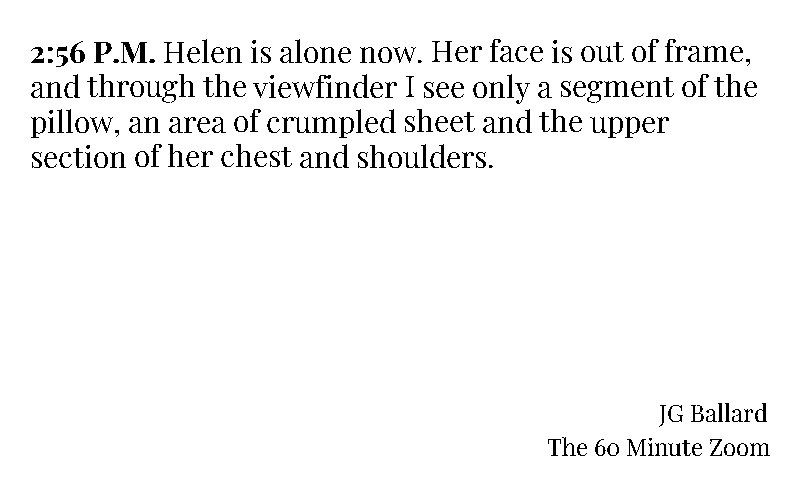 2:56 P.M. Helen is alone now. Her face is out of frame,
and through the viewfinder I see only a segment of the
pillow, an area of crumpled sheet and the upper
section of her chest and shoulders.
JG Ballard
The 60 Minute Zoom